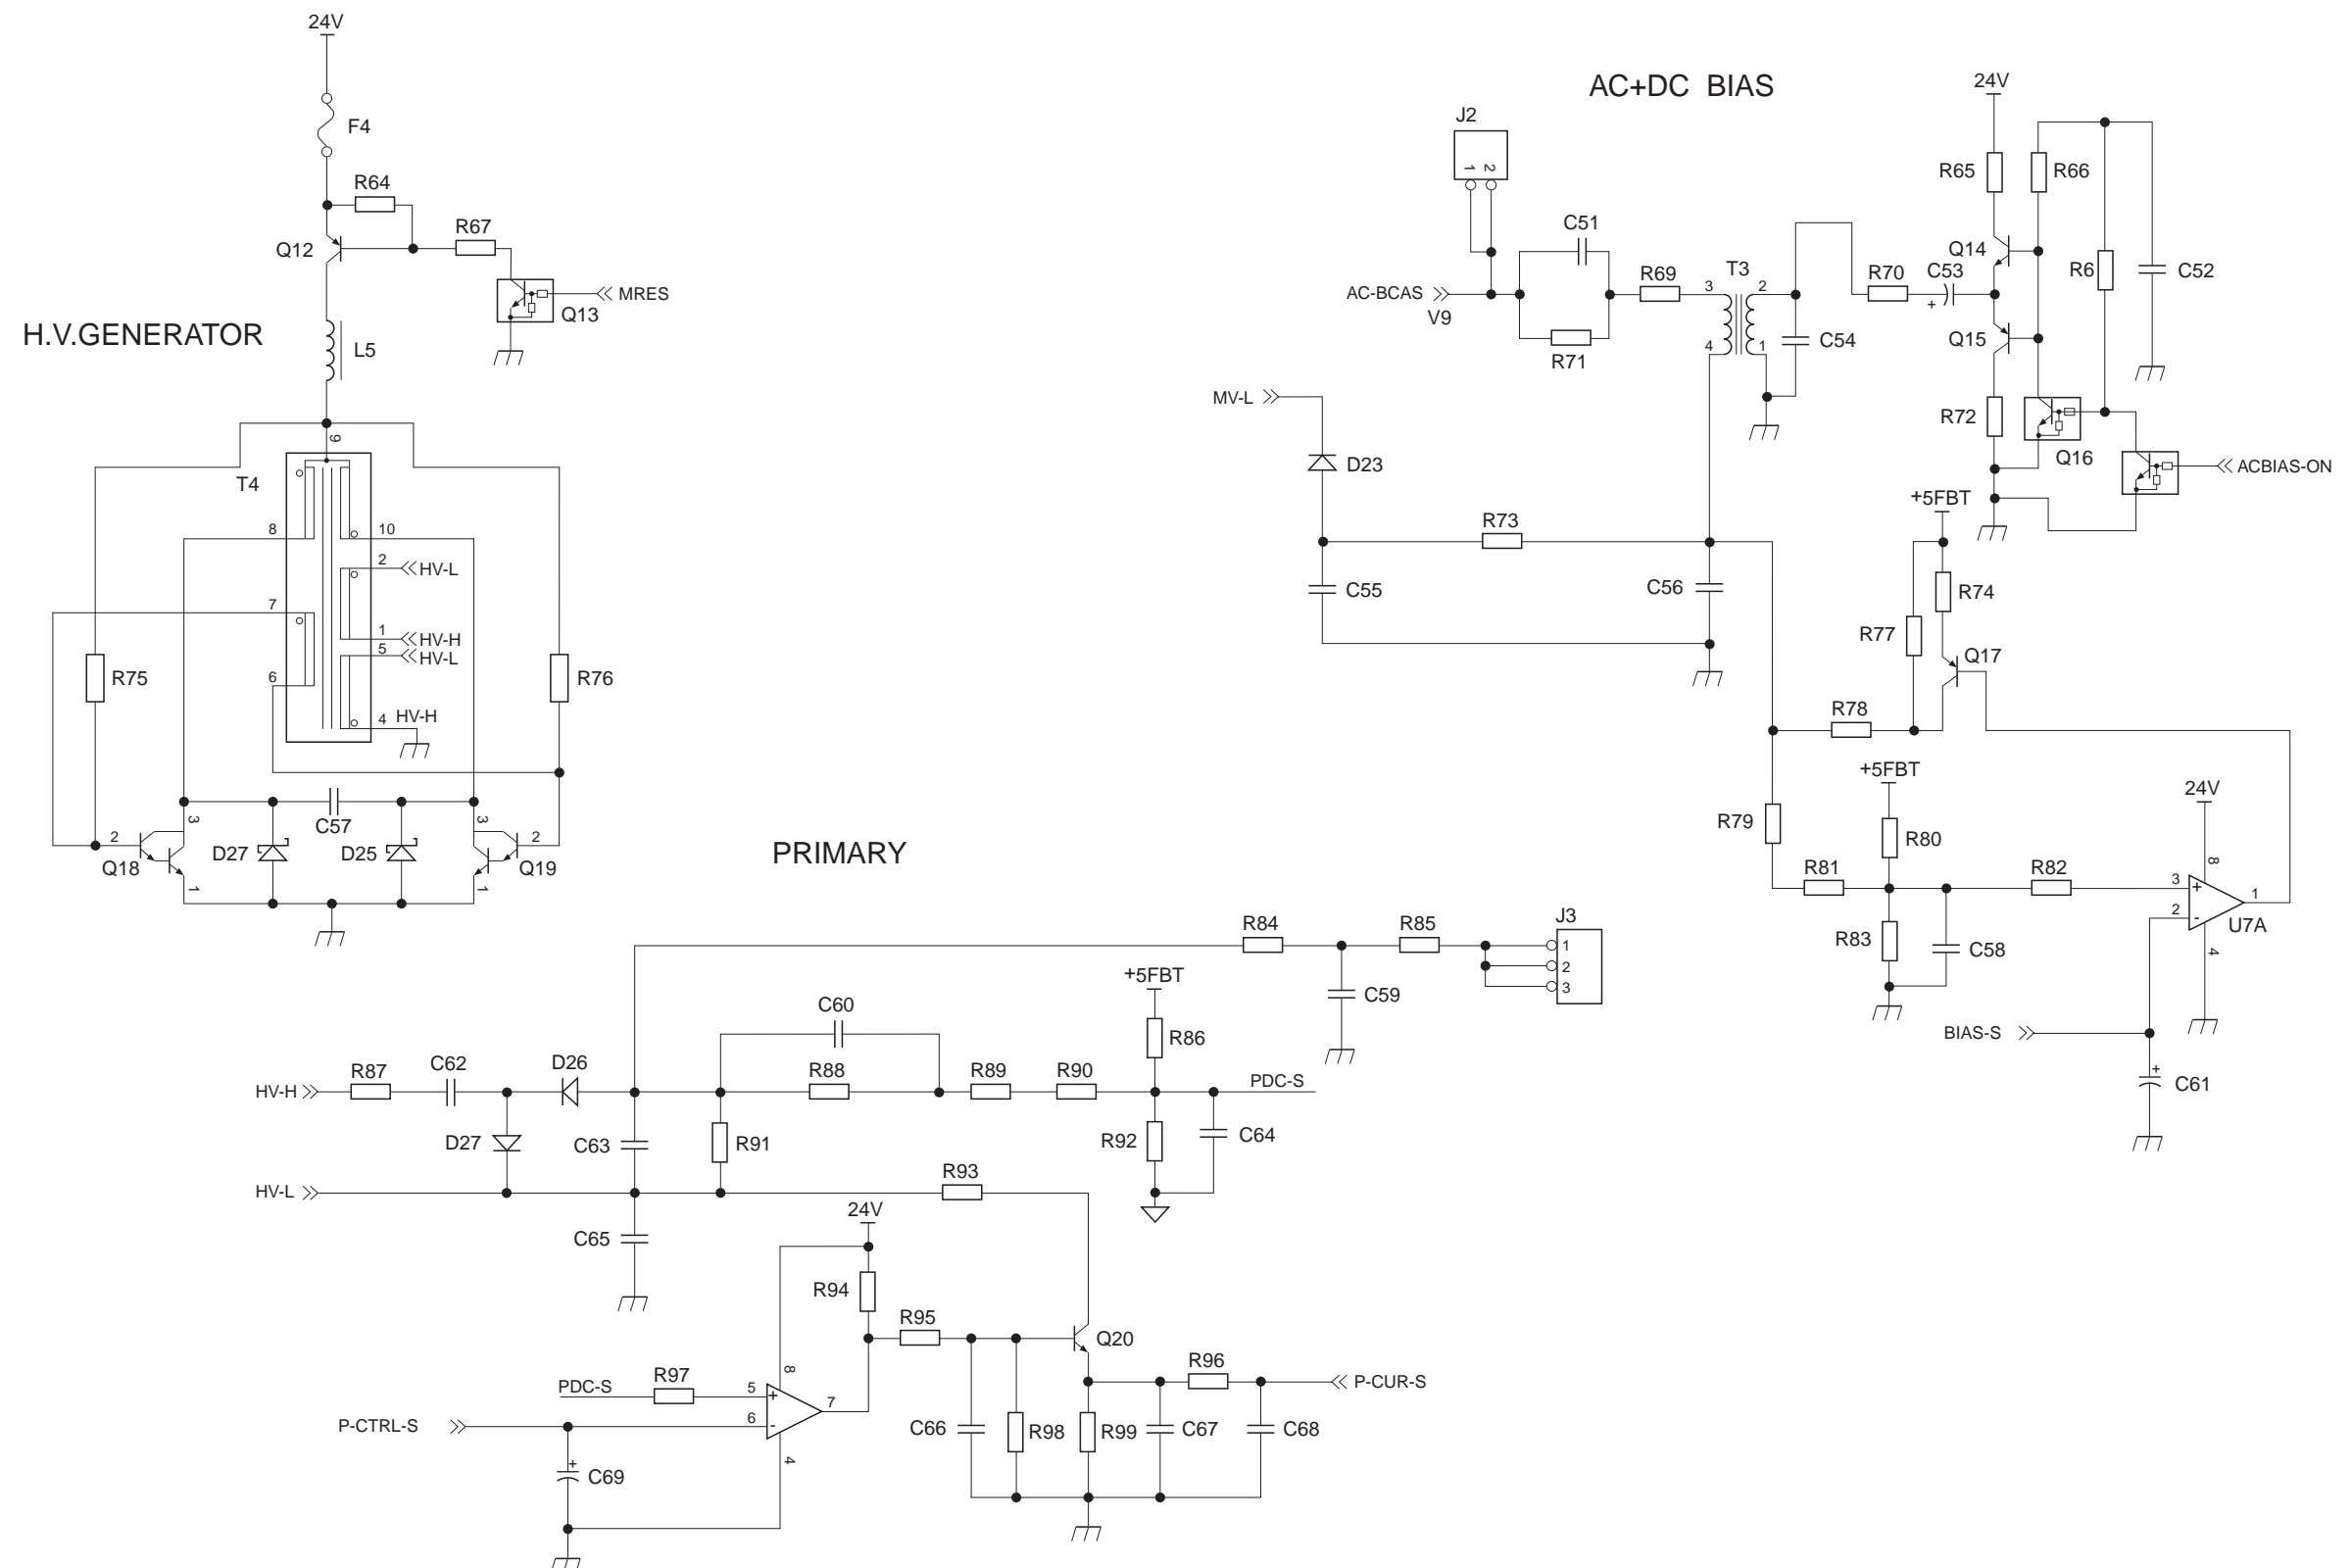 24V
F4
R64
R67
Q12
MRES
Q13
H.V.GENERATOR
L5
9
T4
8
10
2
HV-L
7
1
HV-H
5
HV-L
R75
6
R76
4
HV-H
3
C57
3
2
2
Q18
D27
D25
Q19
1
1
AC+DC BIAS
J2
1
2
24V
R65
R66
C51
Q14
R69
T3
R70
C53
+
R6
C52
AC-BCAS
V9
3
2
R71
4
1
C54
Q15
MV-L
R72
D23
Q16
ACBIAS-ON
+5FBT
R73
C55
C56
R74
R77
Q17
R78
+5FBT
24V
R79
R80
8
R81
R82
3
+
1
2
-
U7A
R83
C58
4
BIAS-S
+
C61
PRIMARY
R84
R85
J3
1
2
3
+5FBT
C59
C60
R86
HV-H
R87
C62
D26
R88
R89
R90
PDC-S
D27
C63
R91
R92
C64
HV-L
R93
24V
C65
R94
R95
Q20
8
R96
PDC-S
R97
5
+
7
P-CUR-S
P-CTRL-S
6
-
C66
R98
R99
C67
C68
4
+
C69